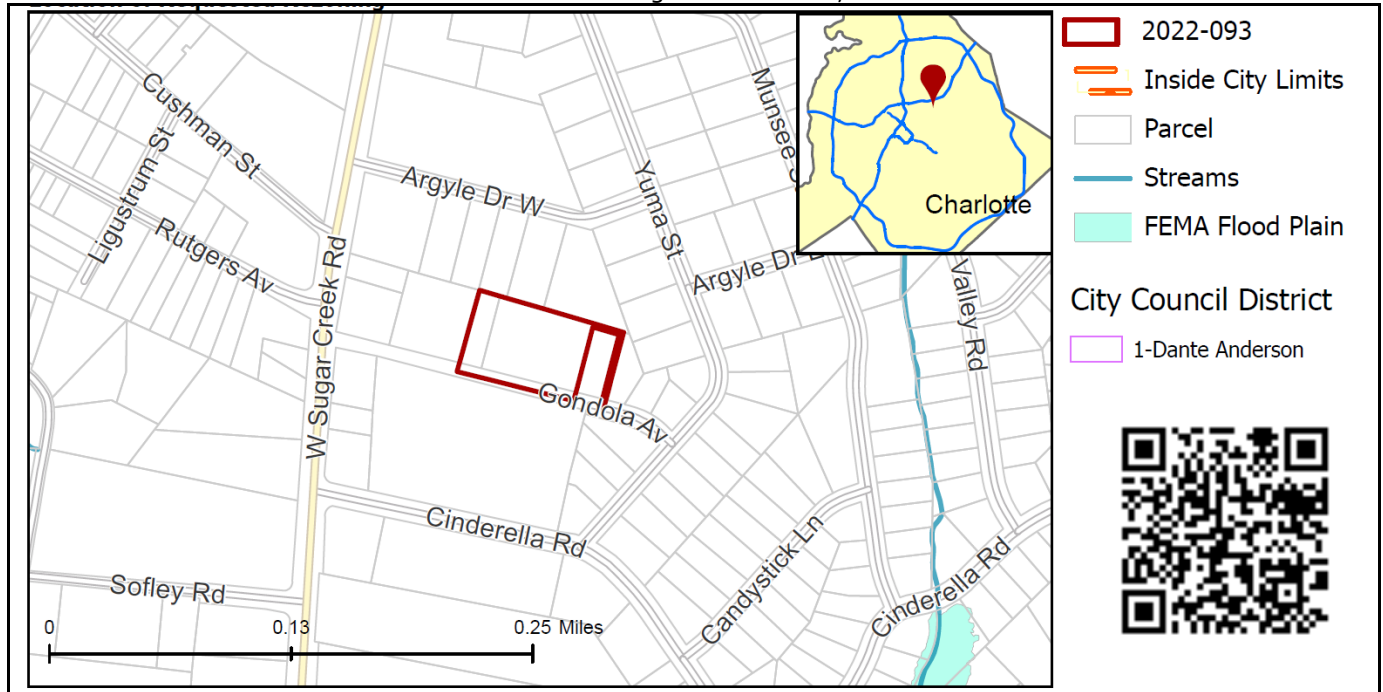 2022-093
Inside City Limits
Parcel
Streams
FEMA Flood Plain
City Council District
1-Dante Anderson
Charlotte
Cushman St
Ligustrum St
Rutgers Av
W Sugar Creek Rd
Argyle Dr W
Yuma St
Munsee S
Argyle Dr
Valley Rd
Gondola Av
Cinderella Rd
Sofley Rd
Candystick Ln
Cinderella Rd
0
0.13
0.25 Miles